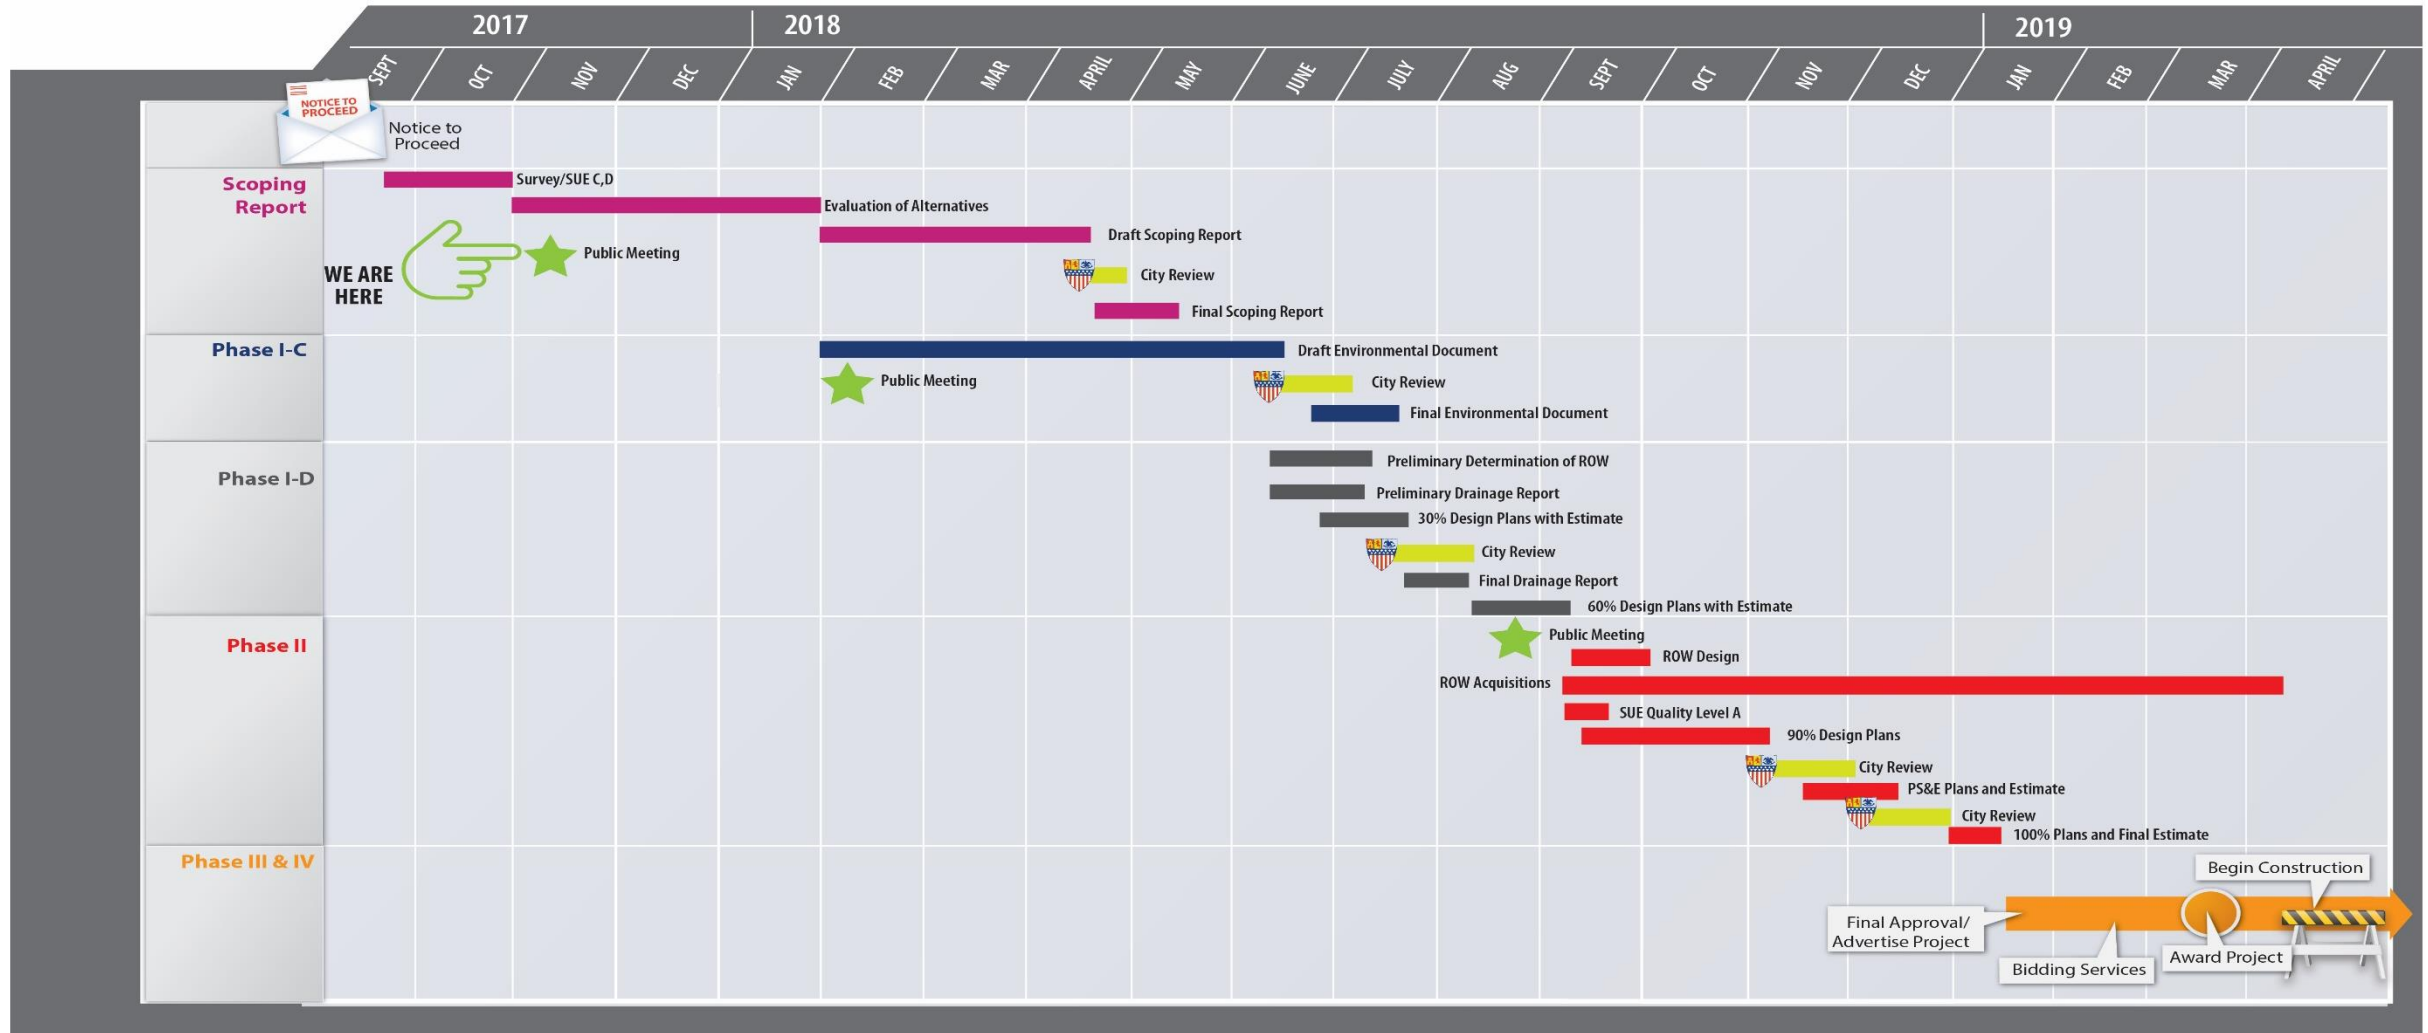 2017
2018
2019
SEPT
OCT
NOV
DEC
JAN
FEB
MAR
APRIL
MAY
JUNE
JULY
AUG
SEPT
OCT
NOV
DEC
JAN
FEB
MAR
APRIL
NOTICE TO
PROCEED
Notice to
Proceed
Scoping
Report
Survey/SUE C,D
Evaluation of Alternatives
Draft Scoping Report
Public Meeting
WE ARE
HERE
City Review
Final Scoping Report
Phase I-C
Draft Environmental Document
Public Meeting
City Review
Final Environmental Document
Phase I-D
Preliminary Determination of ROW
Preliminary Drainage Report
30% Design Plans with Estimate
City Review
Final Drainage Report
60% Design Plans with Estimate
Phase II
Public Meeting
ROW Design
ROW Acquisitions
SUE Quality Level A
90% Design Plans
City Review
PS&E Plans and Estimate
City Review
100% Plans and Final Estimate
Phase III & IV
Begin Construction
Final Approval/
Advertise Project
Award Project
Bidding Services